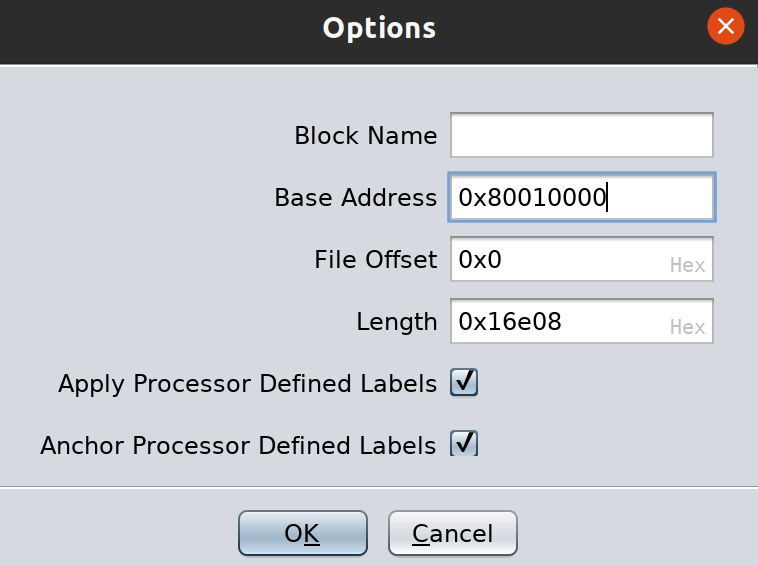 Options
Block Name
Base Address 0x80010000
File Offset 0x0 Hex
Length 0x16e08 Hex
Apply Processor Defined Labels
Anchor Processor Defined Labels
OK Cancel